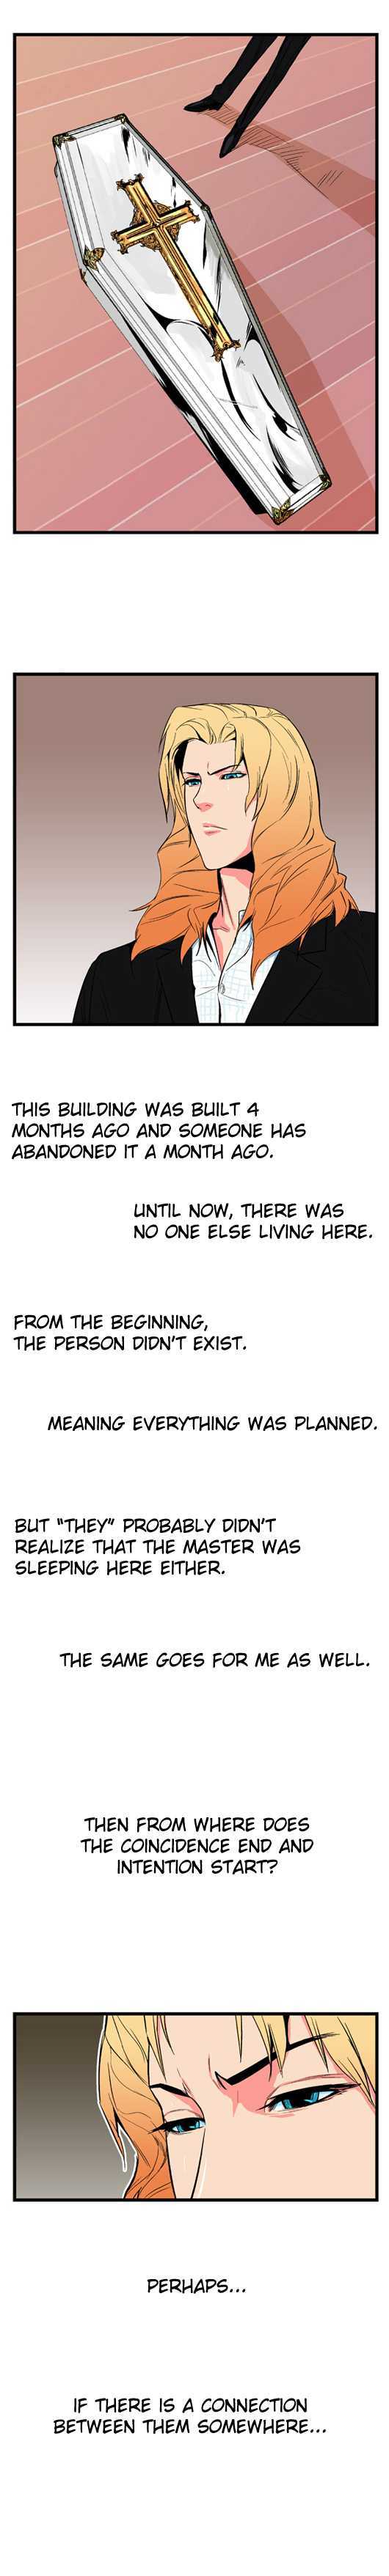 THIS BUILDING WAS BUILT 4
MONTHS AGO AND SOMEONE HAS
ABANDONED IT A MONTH AGO.
UNTIL NOW, THERE WAS
NO ONE ELSE LIVING HERE.
FROM THE BEGINNING,
THE PERSON DIDN'T EXIST.
MEANING EVERYTHING WAS PLANNED.
BUT "THEY" PROBABLY DIDN'T
REALIZE THAT THE MASTER WAS
SLEEPING HERE EITHER.
THE SAME GOES FOR ME AS WELL.
THEN FROM WHERE DOES
THE COINCIDENCE END AND
INTENTION START?
PERHAPS...
IF THERE IS A CONNECTION
BETWEEN THEM SOMEWHERE...